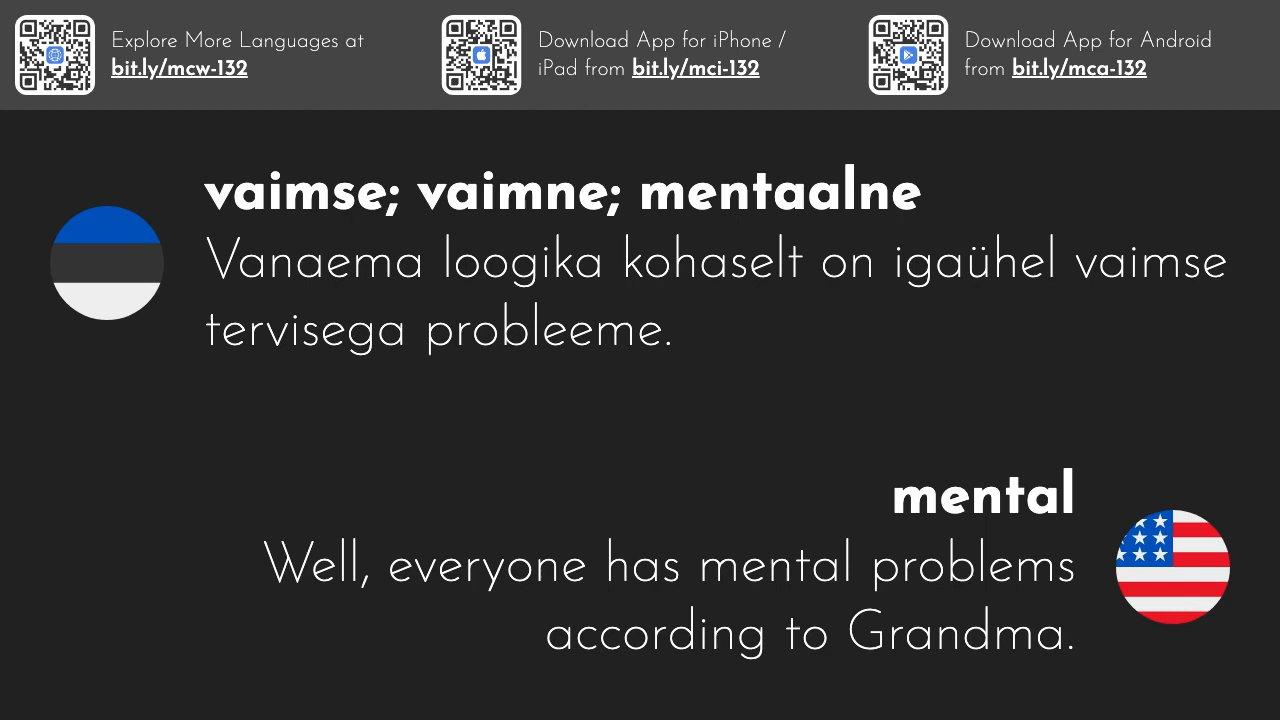 Explore More Languages at
bit.ly/mcw-132
Download App for iPhone /
iPad from bit.ly/mci-132
Download App for Android
from bit.ly/mca-132
vaimse; vaimne; mentaalne
Vanaema loogika kohaselt on igaühel vaimse
tervisega probleeme.
mental
Well, everyone has mental problems
according to Grandma.